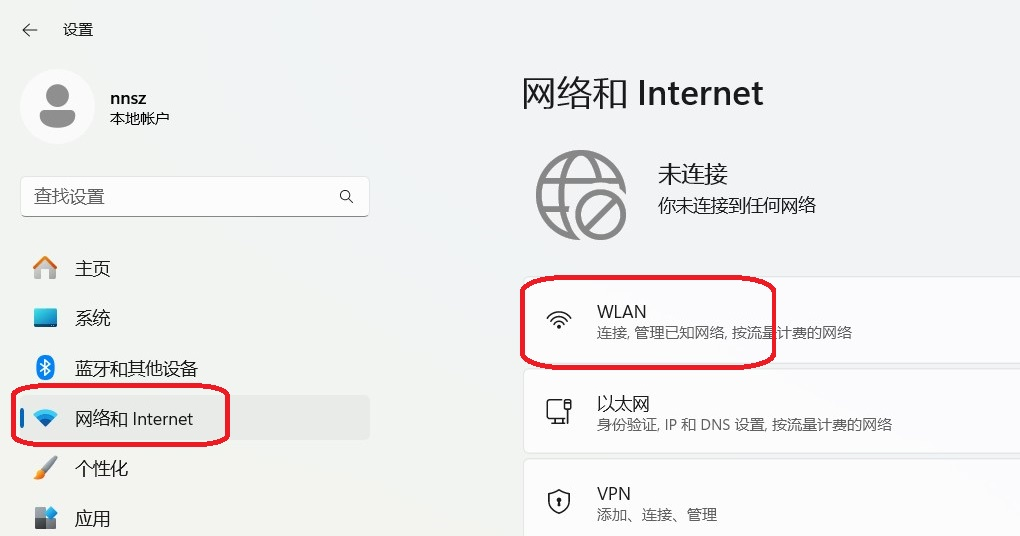 设置
nnsz
本地帐户
查找设置
主页
系统
蓝牙和其他设备
网络和 Internet
个性化
应用
网络和 Internet
未连接
你未连接到任何网络
WLAN
连接, 管理已知网络, 按流量计费的网络
以太网
身份验证, IP 和 DNS 设置, 按流量计费的网络
VPN
添加、连接、管理